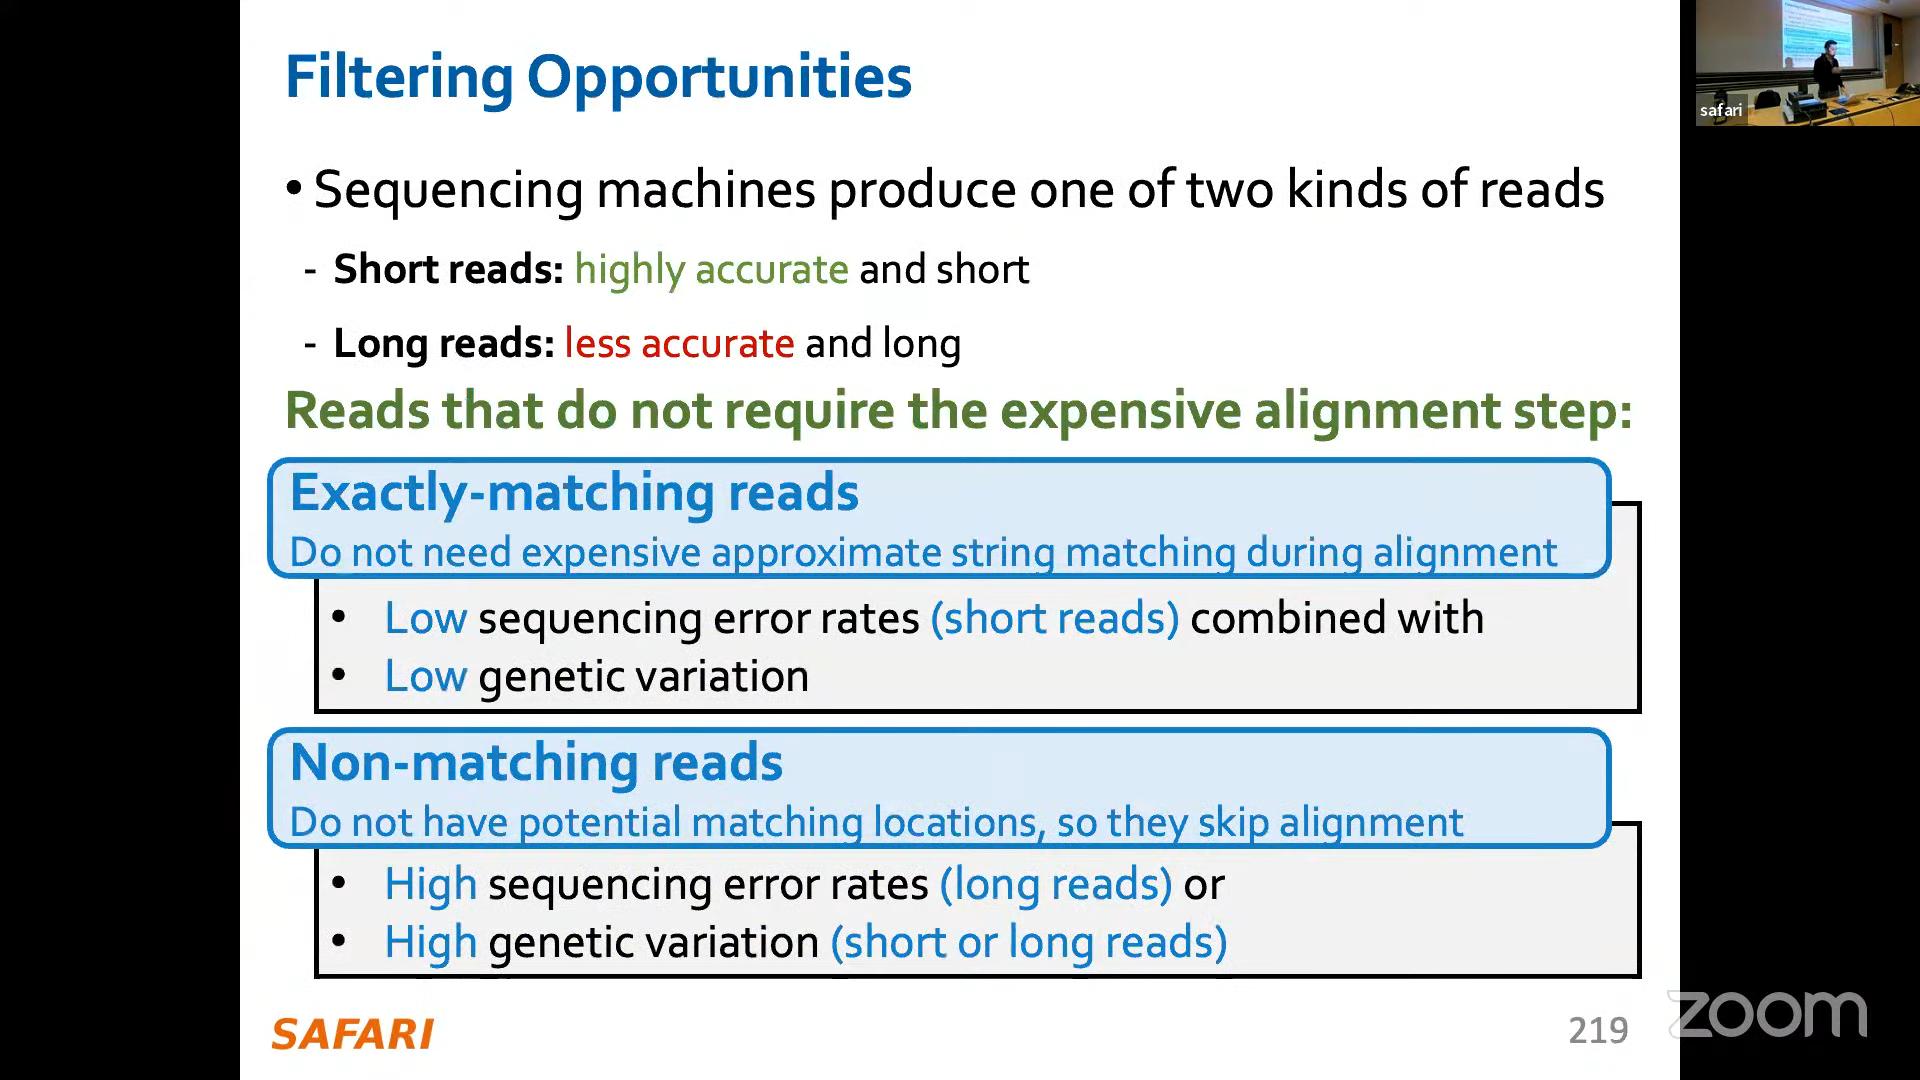 Filtering Opportunities
• Sequencing machines produce one of two kinds of reads
- Short reads: highly accurate and short
- Long reads: less accurate and long
Reads that do not require the expensive alignment step:
Exactly-matching reads
Do not need expensive approximate string matching during alignment
• Low sequencing error rates (short reads) combined with
• Low genetic variation
Non-matching reads
Do not have potential matching locations, so they skip alignment
• High sequencing error rates (long reads) or
• High genetic variation (short or long reads)
SAFARI
219
zoom
safari